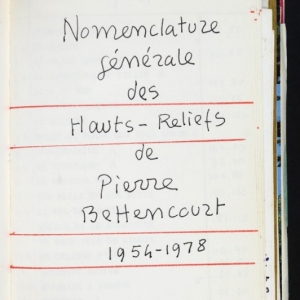 Nomenclature
générale
des
Hauts-Reliefs
de
Pierre
Bettencourt
1954-1978